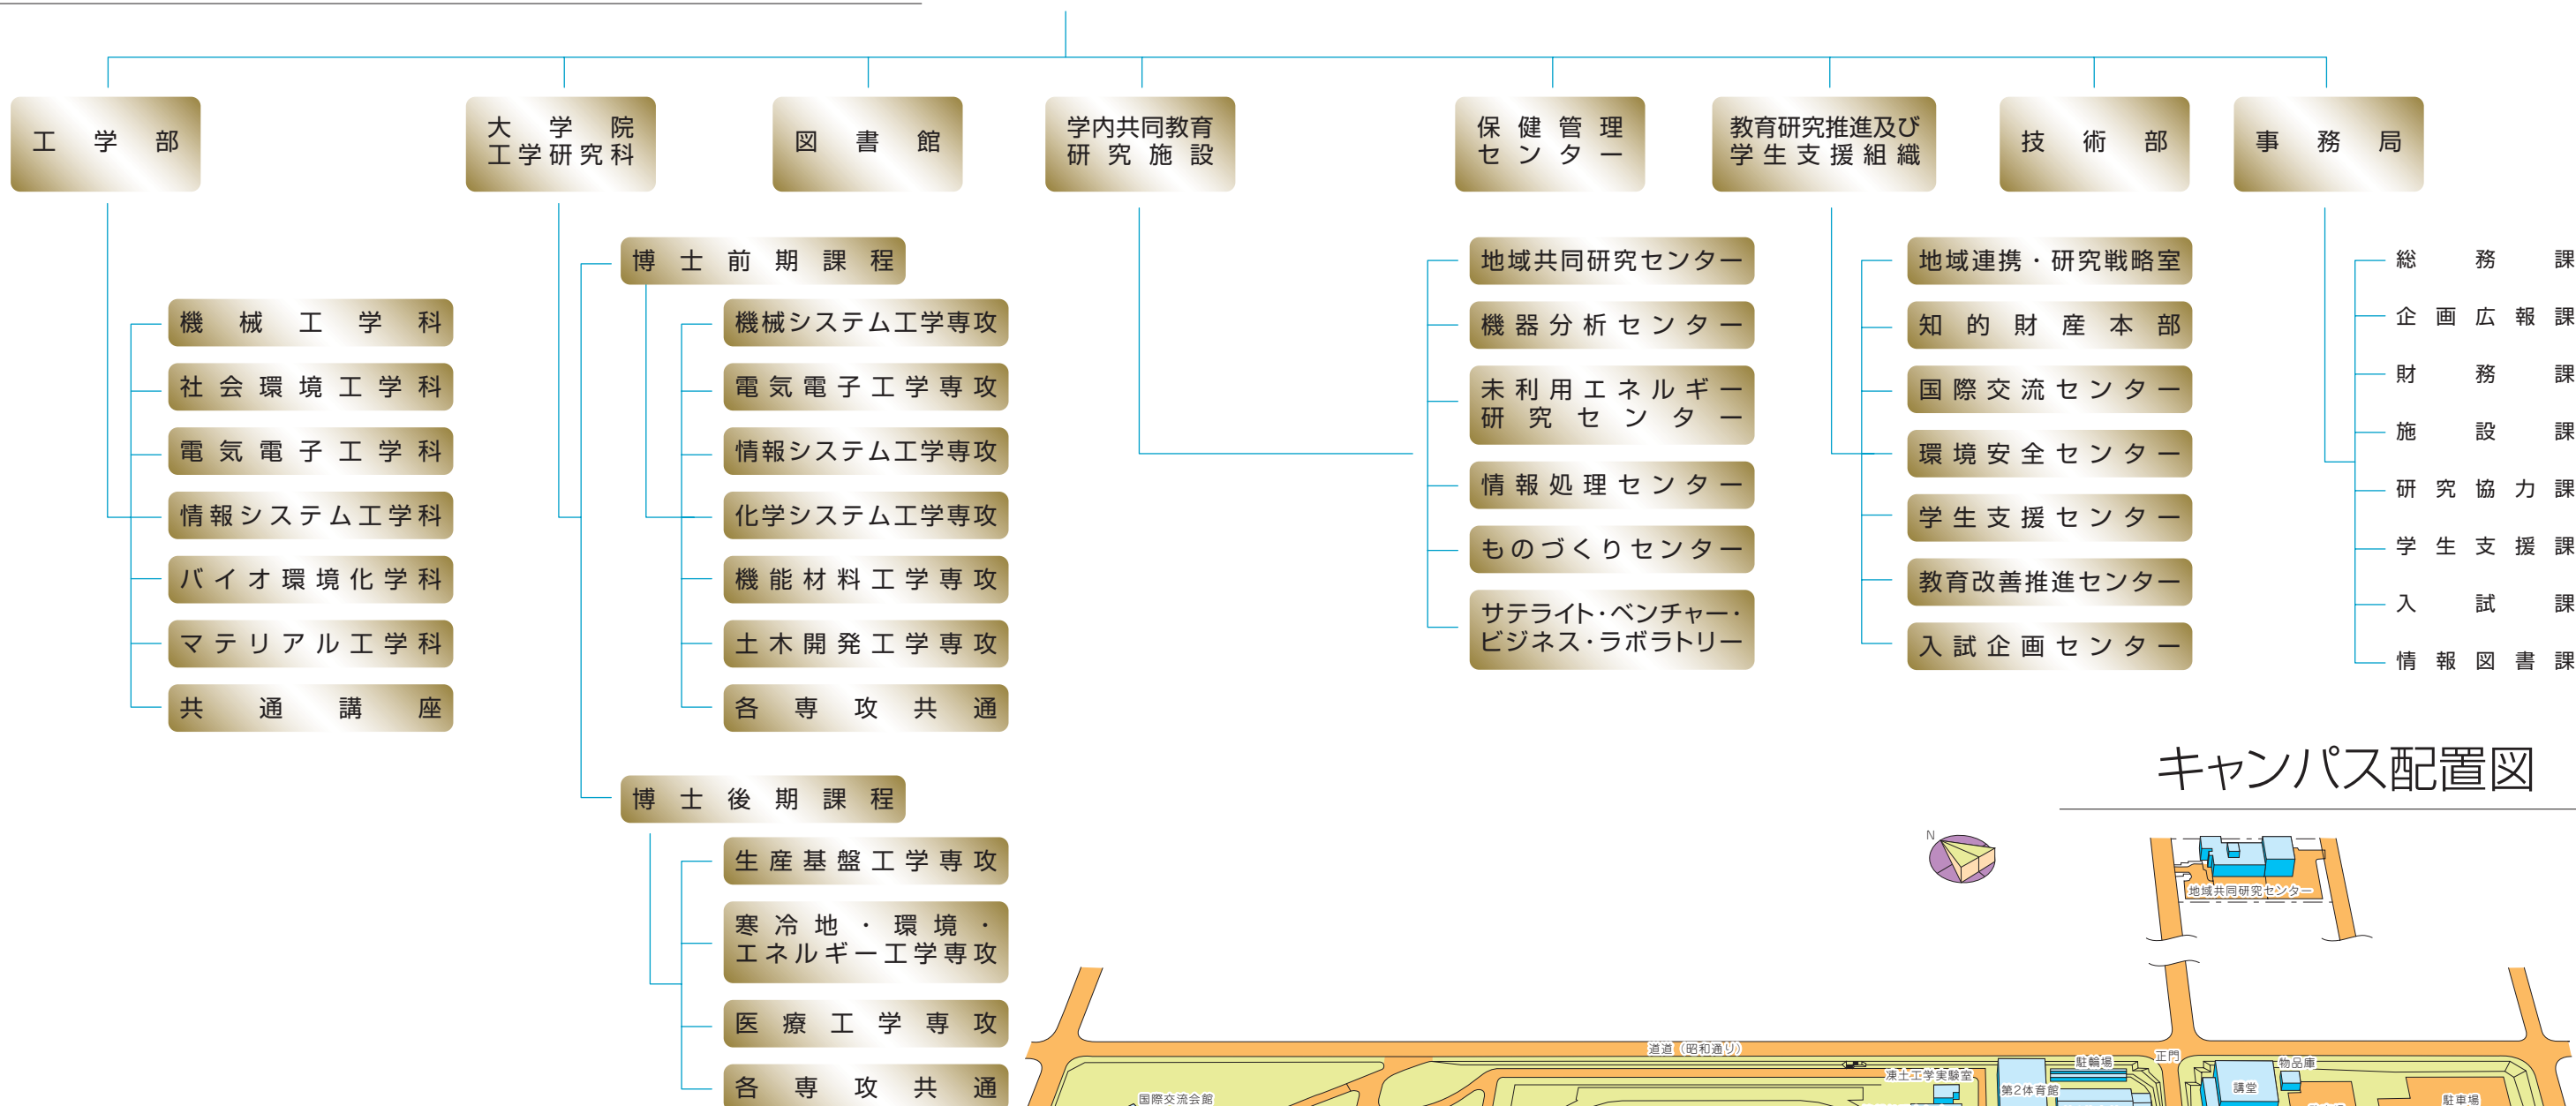 工学部
大学院
工学研究科
図書館
学内共同教育
研究施設
保健管理
センター
教育研究推進及び
学生支援組織
技術部
事務局
機械工学科
社会環境工学科
電気電子工学科
情報システム工学科
バイオ環境化学科
マテリアル工学科
共通講座
博士前期課程
機械システム工学専攻
電気電子工学専攻
情報システム工学専攻
化学システム工学専攻
機能材料工学専攻
土木開発工学専攻
各専攻共通
博士後期課程
生産基盤工学専攻
寒冷地・環境・
エネルギー工学専攻
医療工学専攻
各専攻共通
地域共同研究センター
機器分析センター
未利用エネルギー
研究センター
情報処理センター
ものづくりセンター
サテライト・ベンチャー・
ビジネス・ラボラトリー
地域連携・研究戦略室
知的財産本部
国際交流センター
環境安全センター
学生支援センター
教育改善推進センター
入試企画センター
総務課
企画広報課
財務課
施設課
研究協力課
学生支援課
入試課
情報図書課
キャンパス配置図
N
地域共同研究センター
道道（昭和通り）
正門
駐輪場
物品庫
凍土工学実験室
第2体育館
講堂
国際交流会館
駐車場